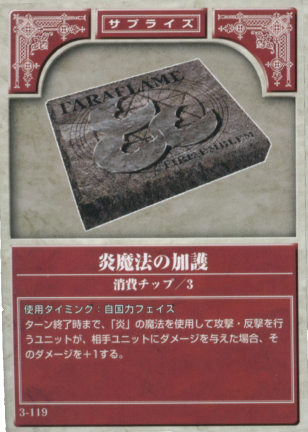 サプライズ
FARAFLAME
FIRE EMBLEM
炎魔法の加護
消費チップ/3
使用タイミング：自国力フェイズ
ターン終了時まで、「炎」の魔法を使用して攻撃・反撃を行
うユニットが、相手ユニットにダメージを与えた場合、そ
のダメージを+1する。
3-119